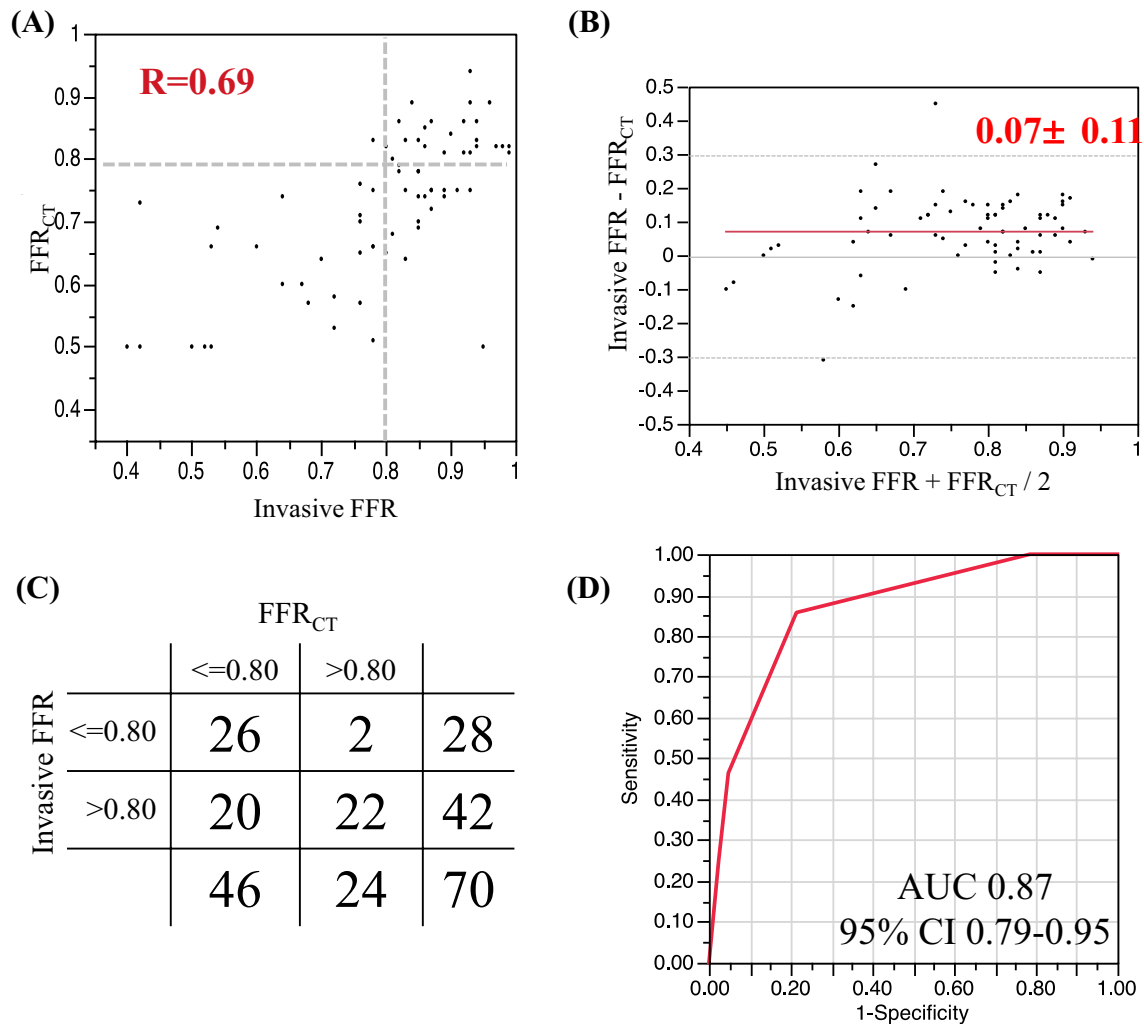 (A)
R=0.69
FFRCT
1
0.9
0.8
0.7
0.6
0.5
0.4
0.4 0.5 0.6 0.7 0.8 0.9 1
Invasive FFR
(B)
0.07± 0.11
Invasive FFR - FFRCT
0.5
0.4
0.3
0.2
0.1
0
-0.1
-0.2
-0.3
-0.4
-0.5
0.4 0.5 0.6 0.7 0.8 0.9 1
Invasive FFR + FFRCT / 2
(C)
FFRCT
<=0.80 >0.80
Invasive FFR
<=0.80 26 2 28
>0.80 20 22 42
46 24 70
(D)
Sensitivity
1.00
0.90
0.80
0.70
0.60
0.50
0.40
0.30
0.20
0.10
0.00
AUC 0.87
95% CI 0.79-0.95
0.00 0.20 0.40 0.60 0.80 1.00
1-Specificity